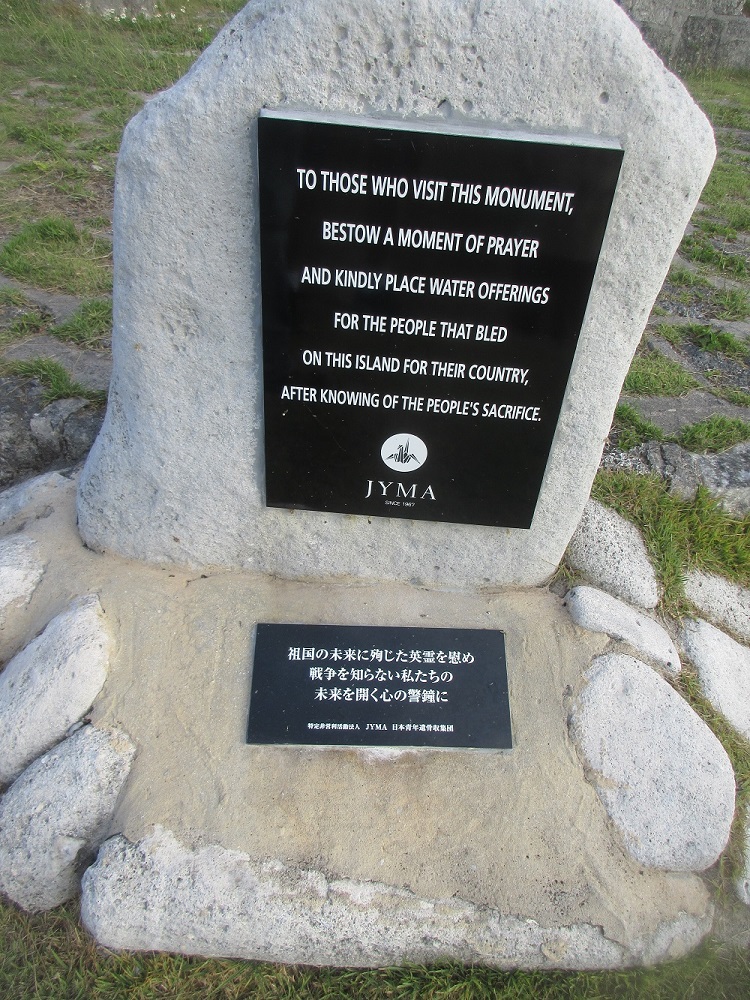 TO THOSE WHO VISIT THIS MONUMENT,
BESTOW A MOMENT OF PRAYER
AND KINDLY PLACE WATER OFFERINGS
FOR THE PEOPLE THAT BLED
ON THIS ISLAND FOR THEIR COUNTRY,
AFTER KNOWING OF THE PEOPLE'S SACRIFICE.
JYMA
SINCE 1967
祖国の未来に殉じた英霊を慰め
戦争を知らない私たちの
未来を開く心の警鐘に
特定非営利活動法人 JYMA 日本青年遺骨収集団